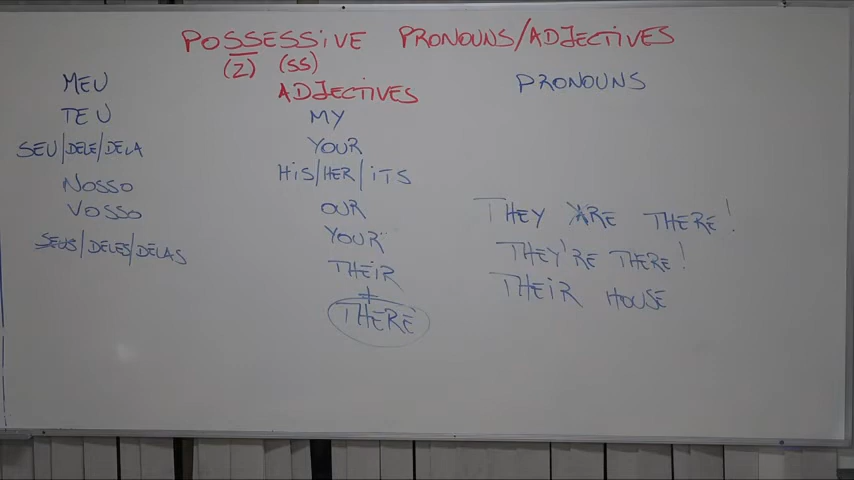 POSSESSIVE PRONOUNS/ADJECTIVES
(Z) (SS)
MEU
TEU
SEU/DELE/DELA
NOSSO
VOSSO
SEUS/DELES/DELAS
ADJECTIVES
MY
YOUR
HIS/HER/ITS
OUR
YOUR
THEIR
≠
THERE
PRONOUNS
THEY ARE THERE!
THEY'RE THERE!
THEIR HOUSE